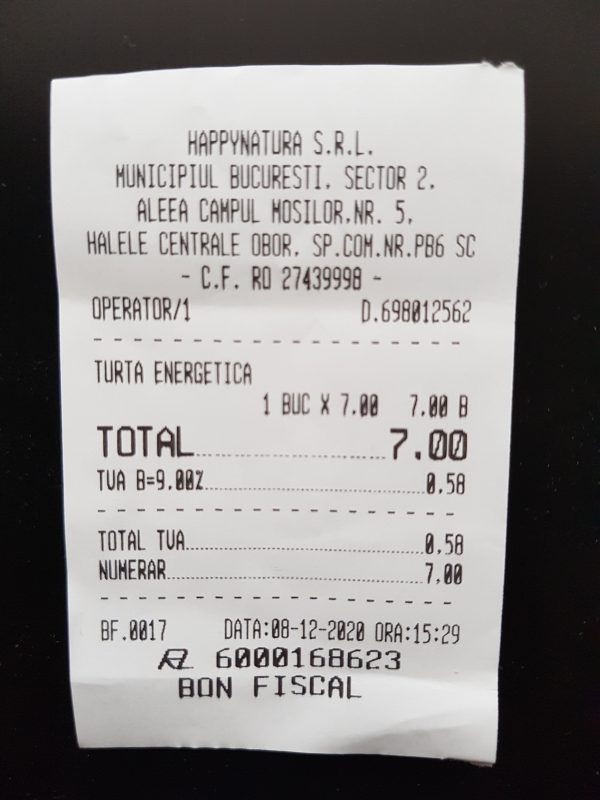 HAPPYNATURA S.R.L.
MUNICIPIUL BUCURESTI, SECTOR 2,
ALEEA CAMPUL MOSILOR,NR. 5,
HALELE CENTRALE OBOR, SP.COM.NR.PB6 SC
- C.F. RO 27439998 -
OPERATOR/1 D.698012562
TURTA ENERGETICA
1 BUC X 7.00 7.00 B
TOTAL 7.00
TVA B=9.00% 0.58
TOTAL TVA 0.58
NUMERAR 7.00
BF.0017 DATA:08-12-2020 ORA:15:29
6000168623
BON FISCAL